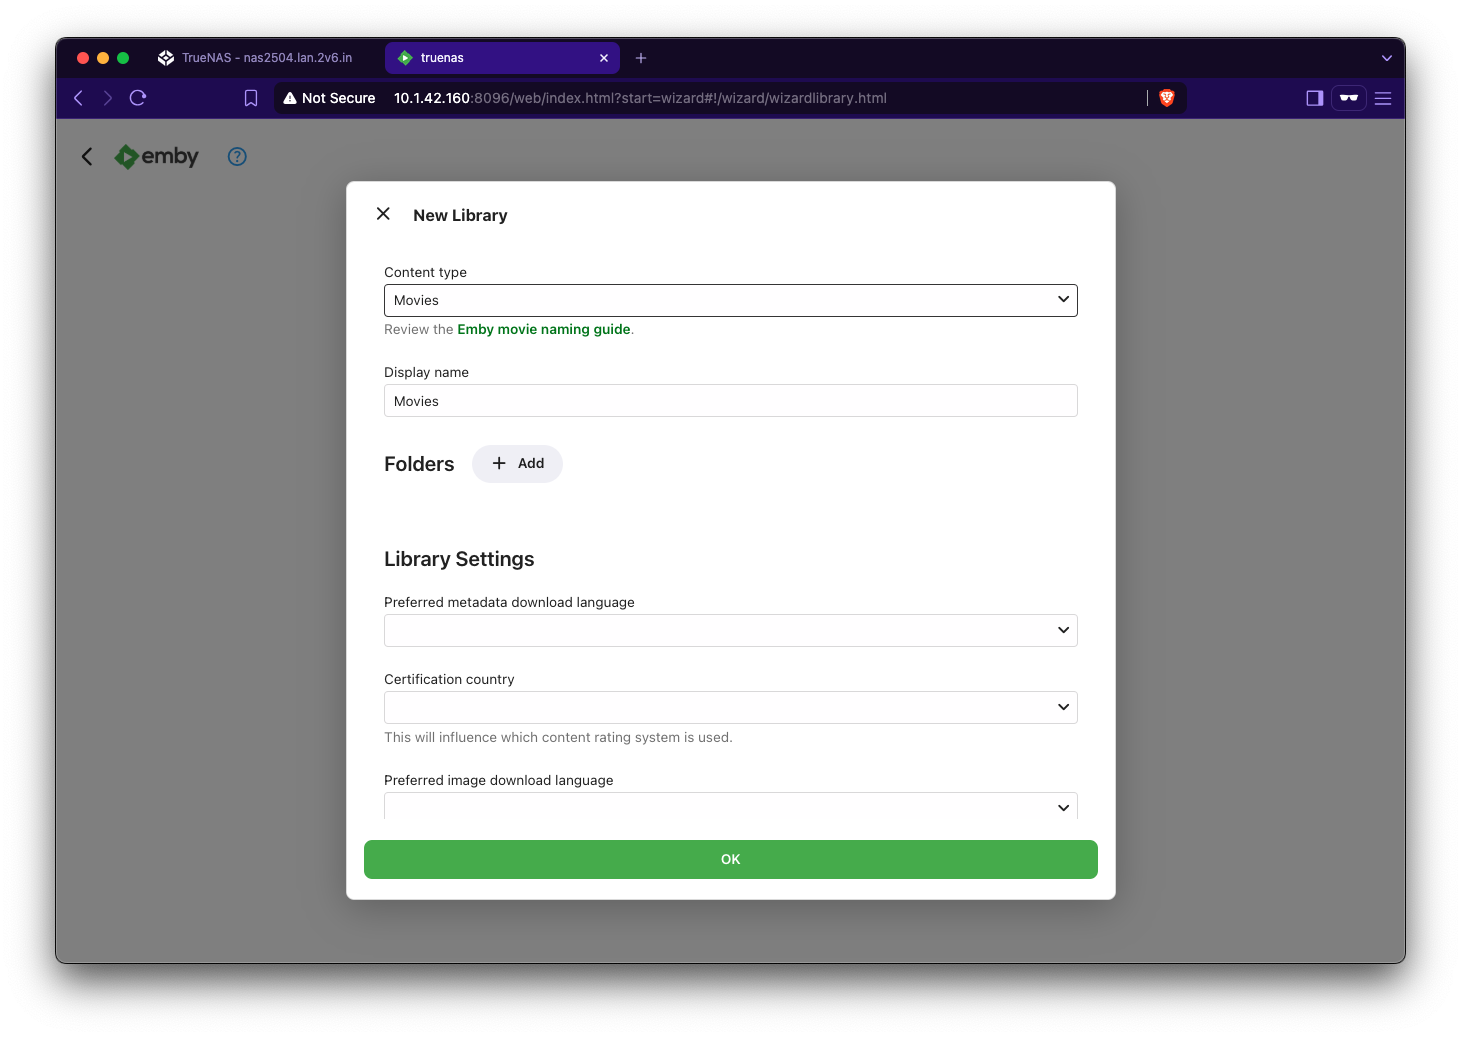 TrueNAS - nas2504.lan.2v6.in
truenas
Not Secure 10.1.42.160:8096/web/index.html?start=wizard#!/wizard/wizardlibrary.html
emby
New Library
Content type
Movies
Review the Emby movie naming guide.
Display name
Movies
Folders
Add
Library Settings
Preferred metadata download language
Certification country
This will influence which content rating system is used.
Preferred image download language
OK